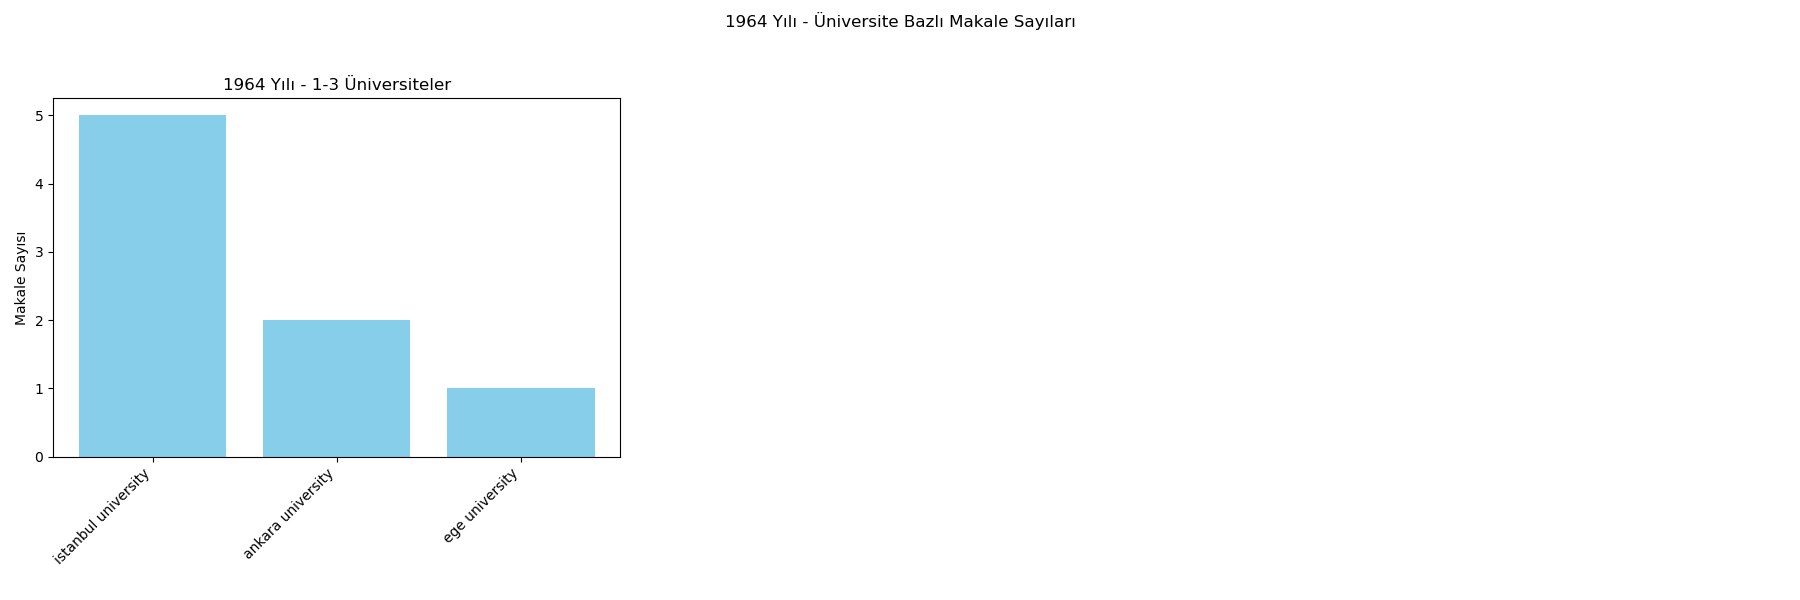 1964 Yılı - Üniversite Bazlı Makale Sayıları
1964 Yılı - 1-3 Üniversiteler
Makale Sayısı
5
4
3
2
1
0
istanbul university
ankara university
ege university